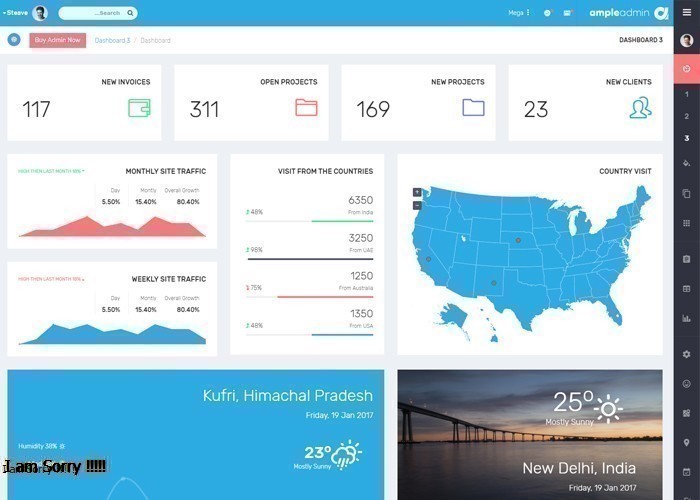 Steave
Search...
Mega
ampleadmin
Buy Admin Now
Dashboard 3 / Dashboard
DASHBOARD 3
NEW INVOICES
117
OPEN PROJECTS
311
NEW PROJECTS
169
NEW CLIENTS
23
1
2
3
HIGH THEN LAST MONTH
MONTHLY SITE TRAFFIC
Day Montly Overall Growth
5.50% 15.40% 80.40%
HIGH THEN LAST MONTH
WEEKLY SITE TRAFFIC
Day Montly Overall Growth
5.50% 15.40% 80.40%
VISIT FROM THE COUNTRIES
6350
48% From India
3250
98% From UAE
1250
75% From Australia
1350
48% From USA
COUNTRY VISIT
+
-
Kufri, Himachal Pradesh
Friday, 19 Jan 2017
Humidity 38%
23°
Mostly Sunny
I am Sorry !!!!!
25°
Mostly Sunny
New Delhi, India
Friday, 19 Jan 2017